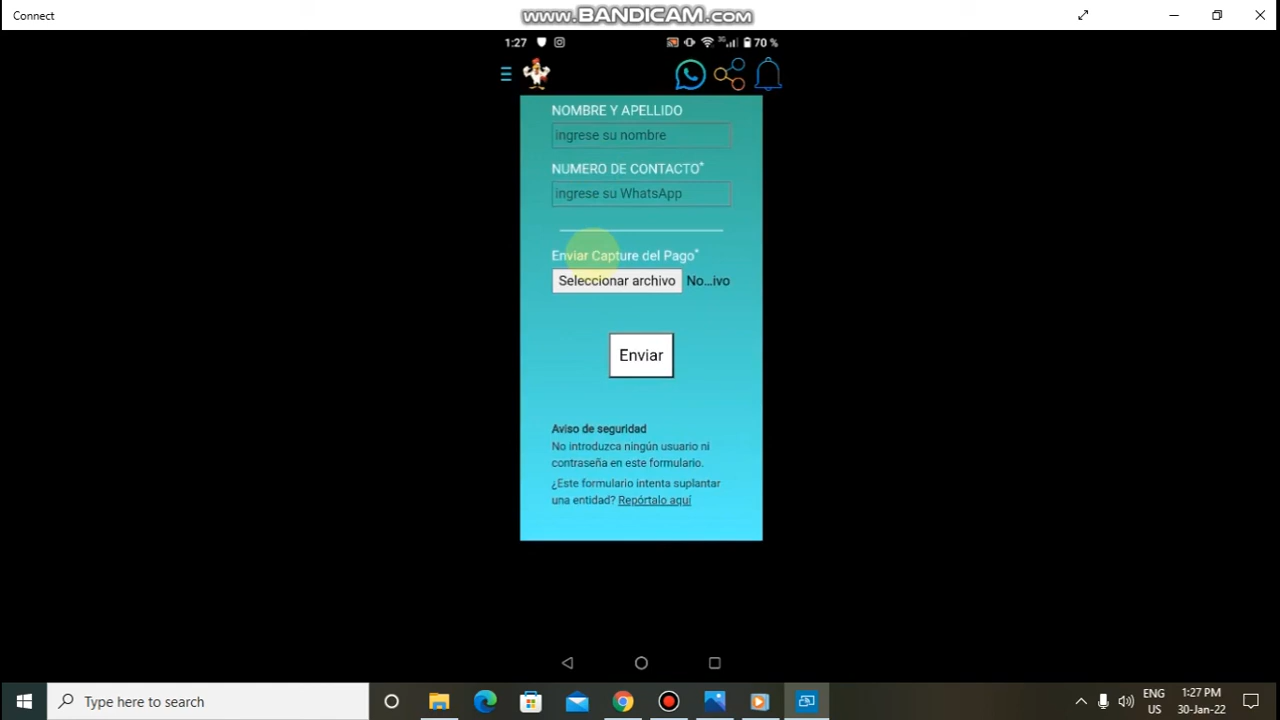 Connect
WWW.BANDICAM.COM
1:27
3G
70 %
NOMBRE Y APELLIDO
ingrese su nombre
NUMERO DE CONTACTO*
ingrese su WhatsApp
Enviar Capture del Pago*
Seleccionar archivo No...ivo
Enviar
Aviso de seguridad
No introduzca ningún usuario ni
contraseña en este formulario.
¿Este formulario intenta suplantar
una entidad? Repórtalo aquí
Type here to search
ENG
US
1:27 PM
30-Jan-22